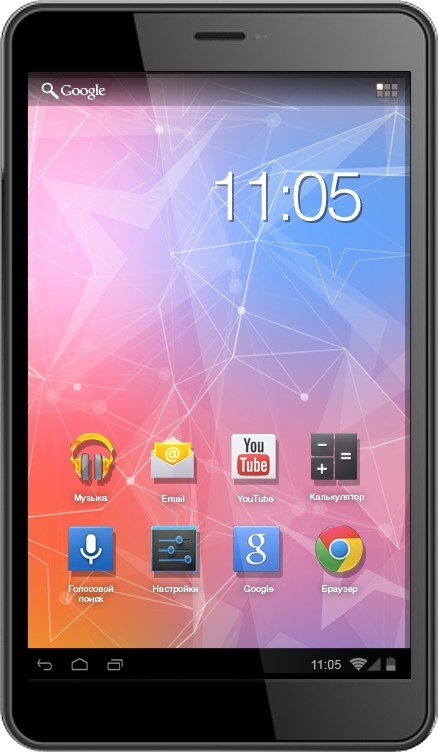 Google
11:05
Музыка
Email
You
Tube
YouTube
Калькулятор
Голосовой
поиск
Настройки
g
Google
Браузер
11:05